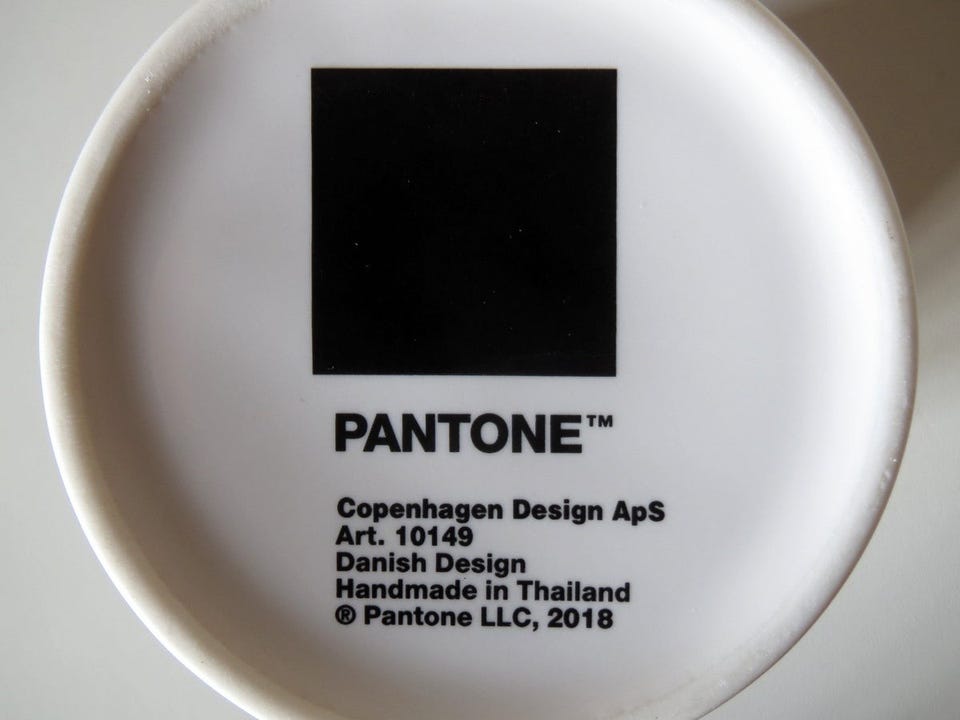 PANTONE™
Copenhagen Design ApS
Art. 10149
Danish Design
Handmade in Thailand
® Pantone LLC, 2018